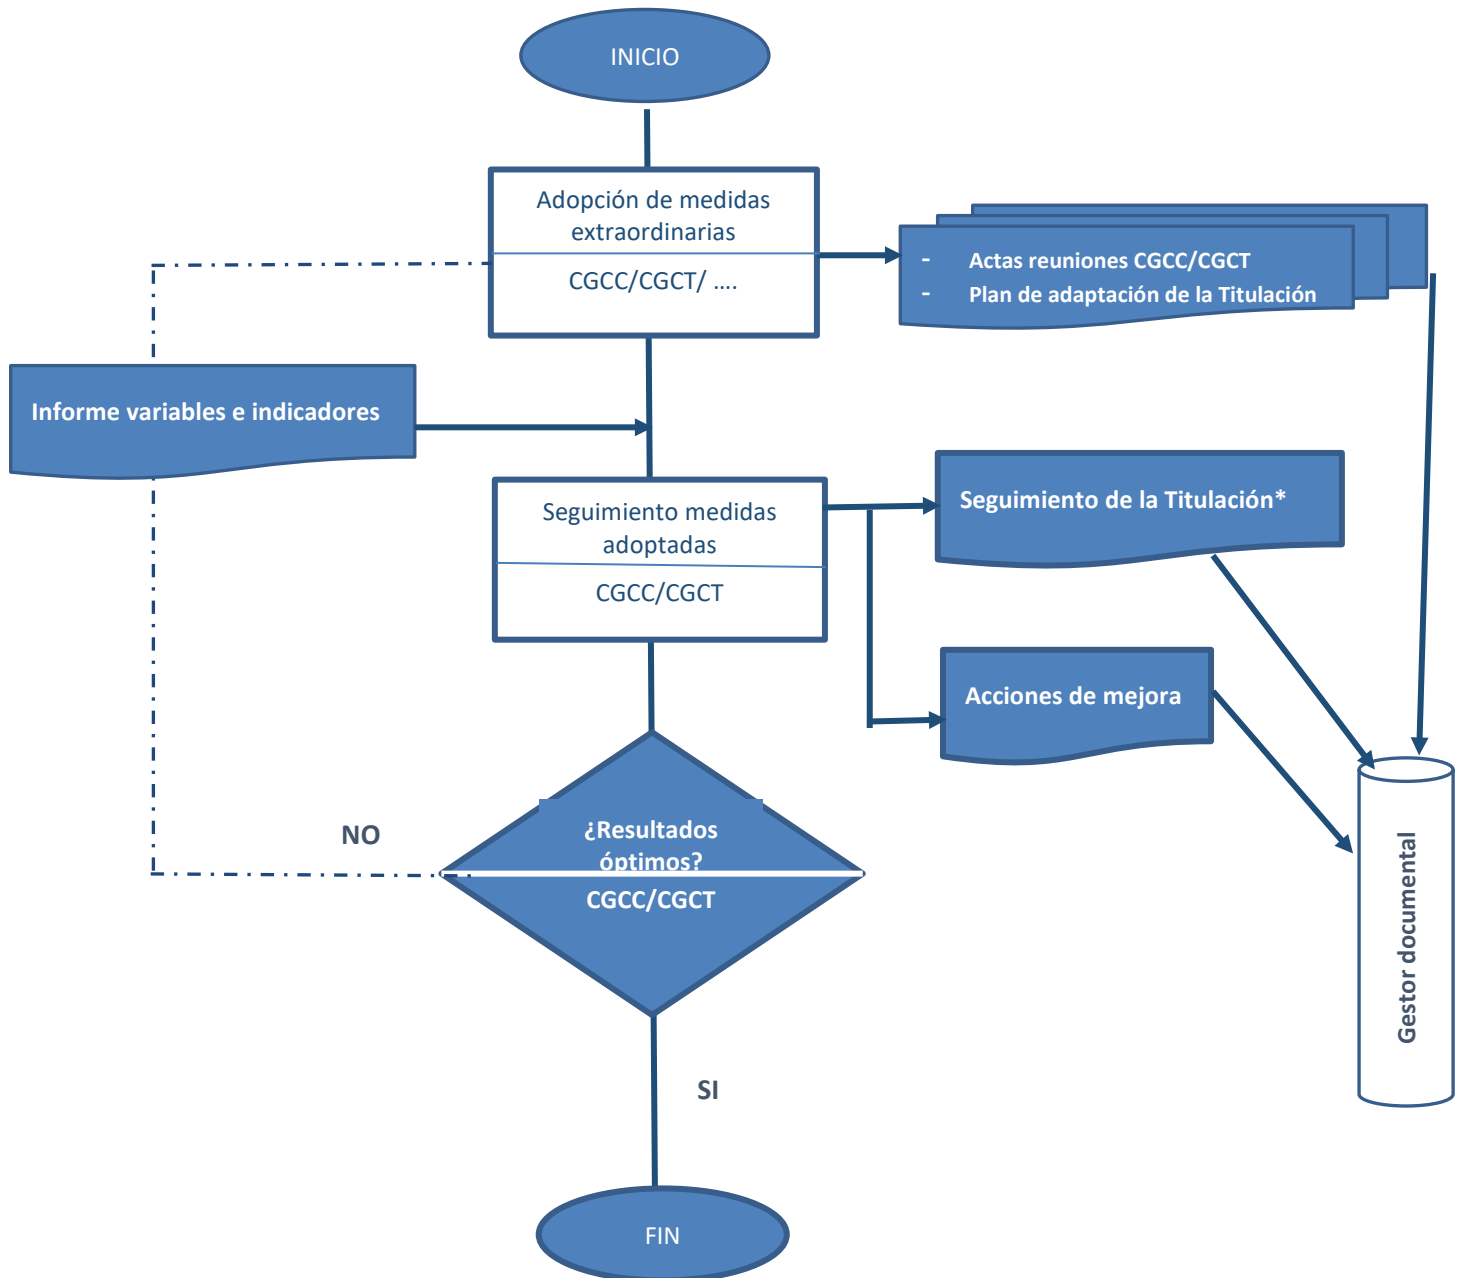 INICIO
Adopción de medidas
extraordinarias
CGCC/CGCT/ ....
- Actas reuniones CGCC/CGCT
- Plan de adaptación de la Titulación
Informe variables e indicadores
Seguimiento medidas
adoptadas
CGCC/CGCT
Seguimiento de la Titulación*
Acciones de mejora
¿Resultados
óptimos?
CGCC/CGCT
NO
Gestor documental
SI
FIN